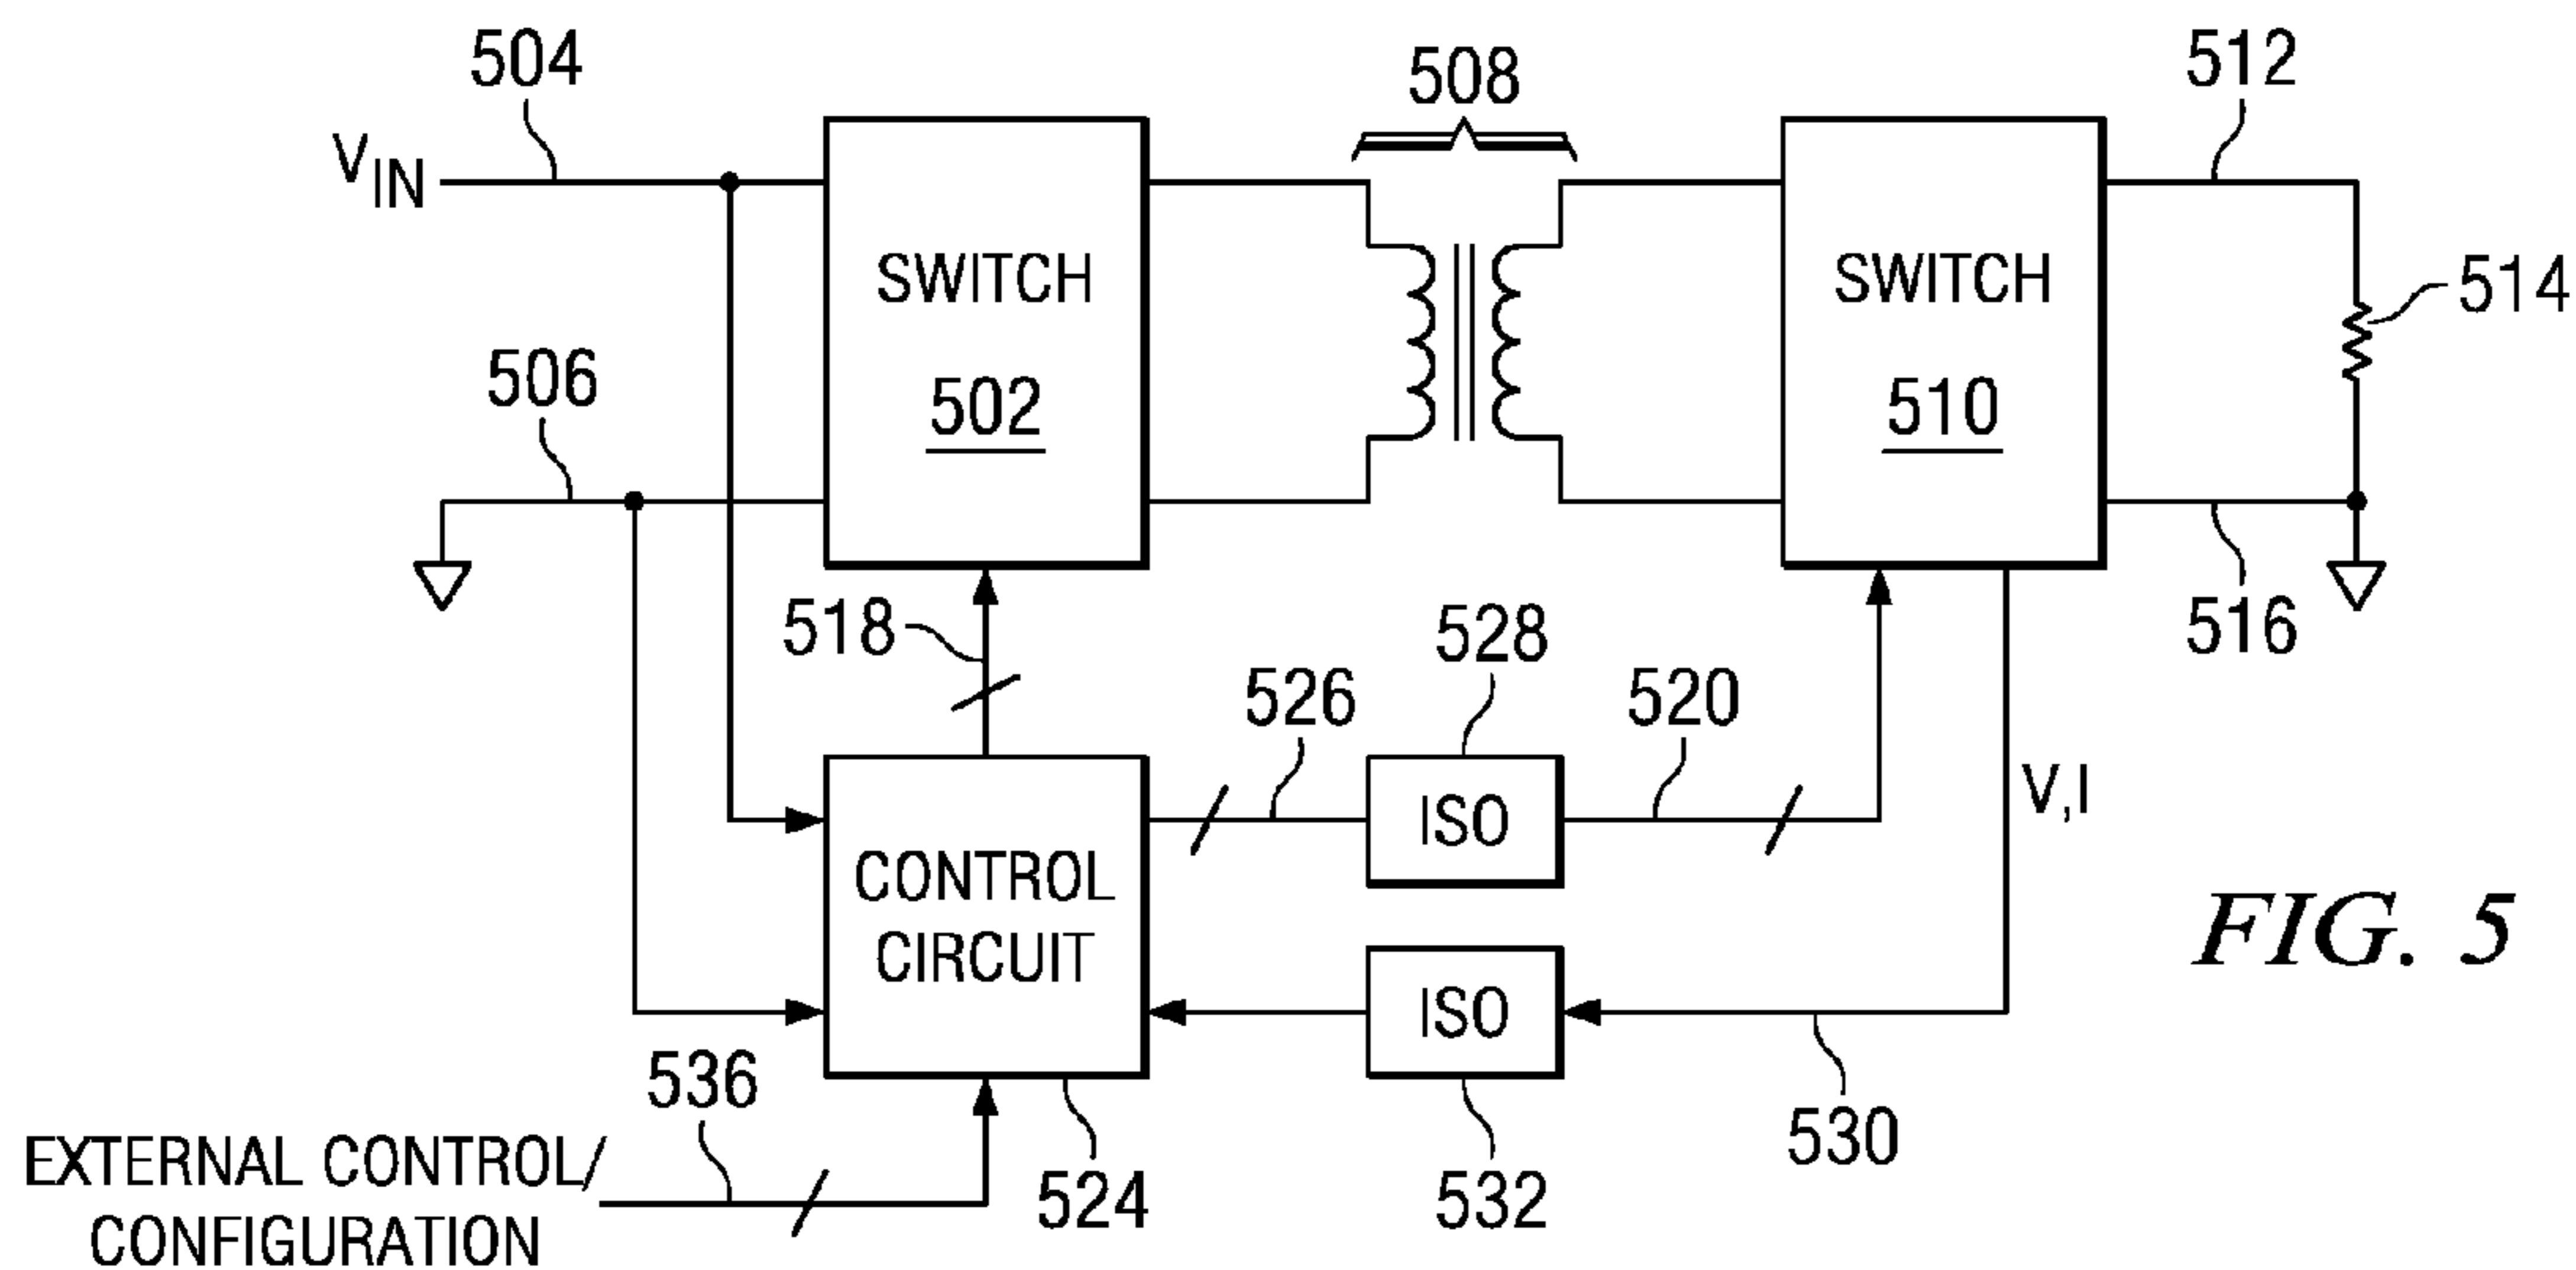 504
508
512
VIN
SWITCH
502
SWITCH
510
514
506
518
528
516
526
520
V,I
ISO
CONTROL
CIRCUIT
ISO
FIG. 5
536
530
EXTERNAL CONTROL/
CONFIGURATION
524
532